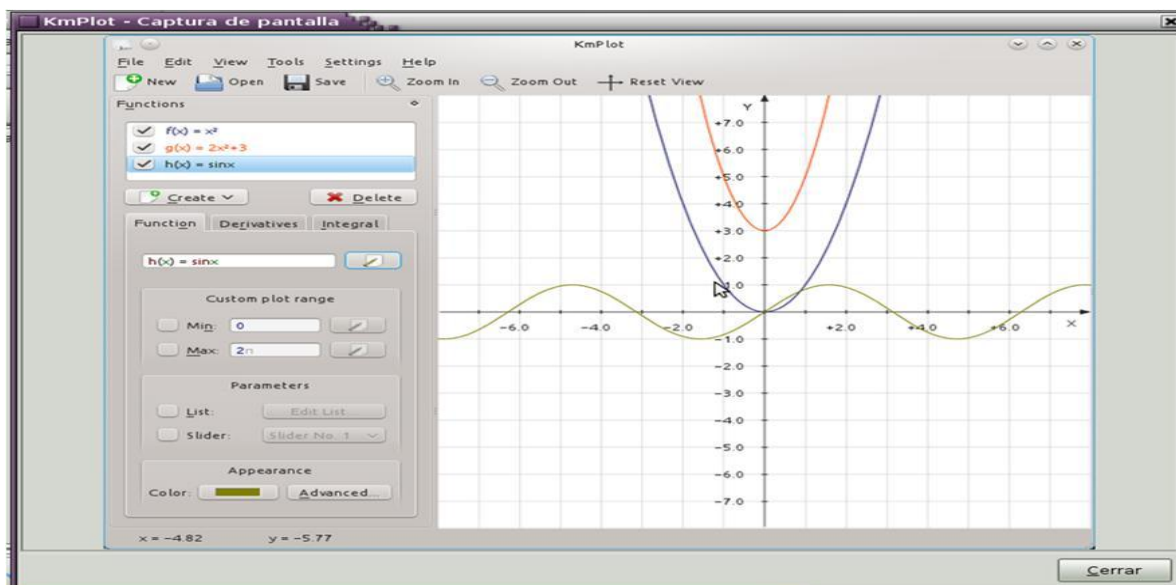 KmPlot - Captura de pantalla
KmPlot
File Edit View Tools Settings Help
New Open Save Zoom In Zoom Out Reset View
Functions
f(x) = x²
g(x) = 2x²+3
h(x) = sinx
Create Delete
Function Derivatives Integral
h(x) = sinx
Custom plot range
Min: 0
Max: 2π
Parameters
List: Edit List...
Slider: Slider No. 1
Appearance
Color: Advanced...
x = -4.82 y = -5.77
Y
+7.0
+6.0
+5.0
+4.0
+3.0
+2.0
+1.0
-6.0 -4.0 -2.0 +2.0 +4.0 +6.0 X
-1.0
-2.0
-3.0
-4.0
-5.0
-6.0
-7.0
Cerrar